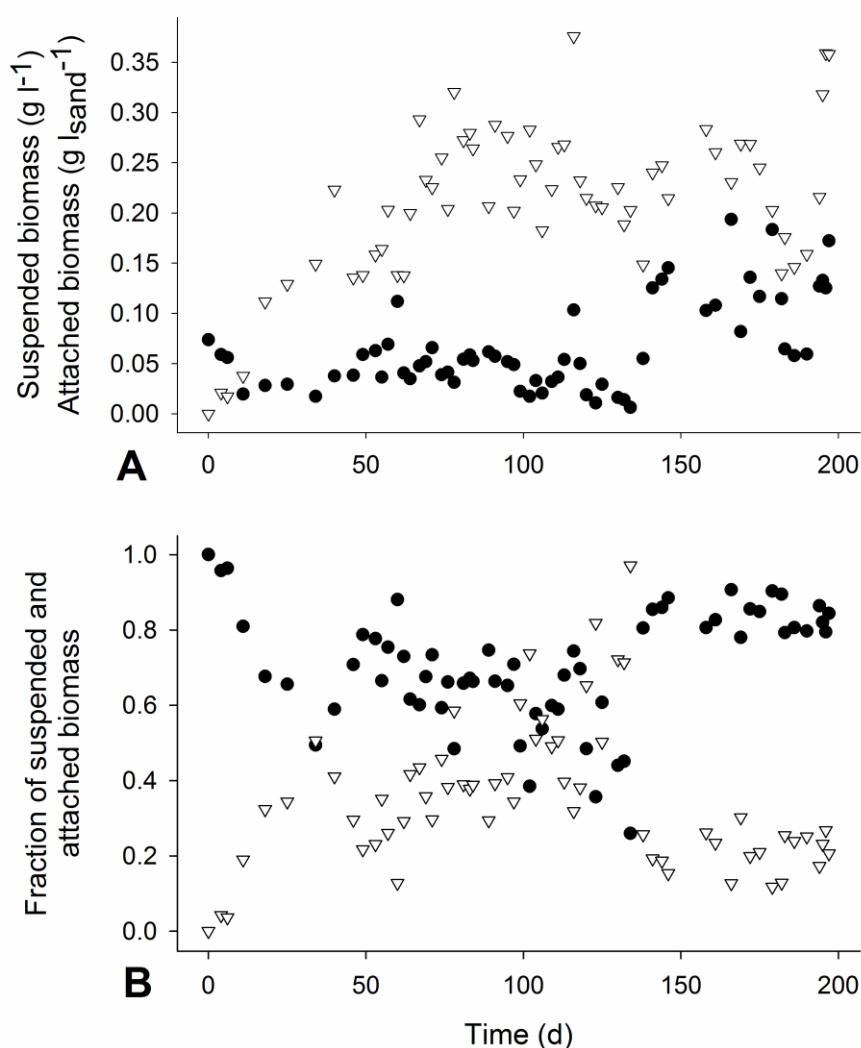 Suspended biomass (g l-1)
Attached biomass (g lsand-1)
0.35
0.30
0.25
0.20
0.15
0.10
0.05
0.00
0 50 100 150 200
A
Fraction of suspended and
attached biomass
1.0
0.8
0.6
0.4
0.2
0.0
0 50 100 150 200
B
Time (d)